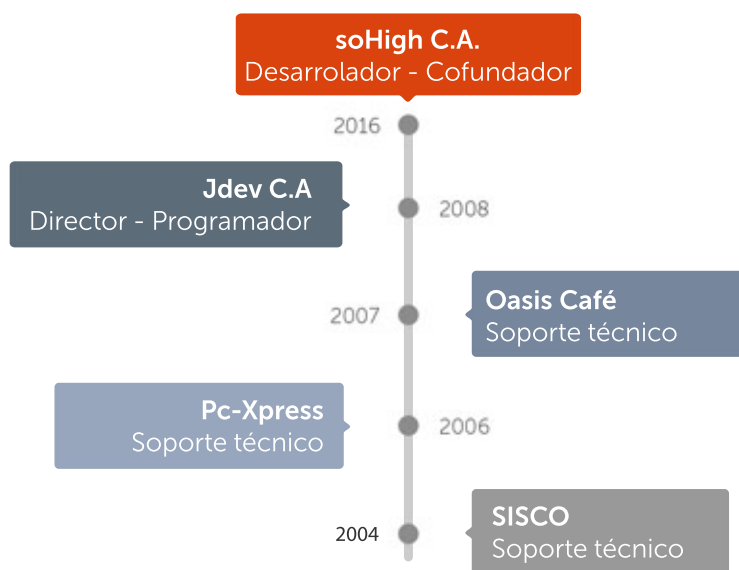 soHigh C.A.
Desarrolador - Cofundador
2016
Jdev C.A
Director - Programador
2008
Oasis Café
Soporte técnico
2007
Pc-Xpress
Soporte técnico
2006
SISCO
Soporte técnico
2004